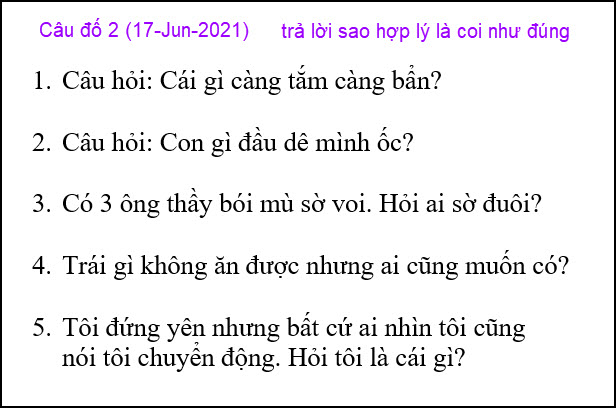 Câu đố 2 (17-Jun-2021) trả lời sao hợp lý là coi như đúng
1. Câu hỏi: Cái gì càng tắm càng bẩn?
2. Câu hỏi: Con gì đầu dê mình ốc?
3. Có 3 ông thầy bói mù sờ voi. Hỏi ai sờ đuôi?
4. Trái gì không ăn được nhưng ai cũng muốn có?
5. Tôi đứng yên nhưng bất cứ ai nhìn tôi cũng
nói tôi chuyển động. Hỏi tôi là cái gì?